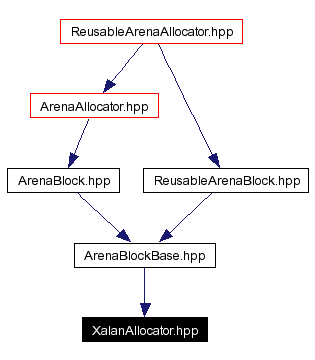 ReusableArenaAllocator.hpp
ArenaAllocator.hpp
ArenaBlock.hpp
ReusableArenaBlock.hpp
ArenaBlockBase.hpp
XalanAllocator.hpp